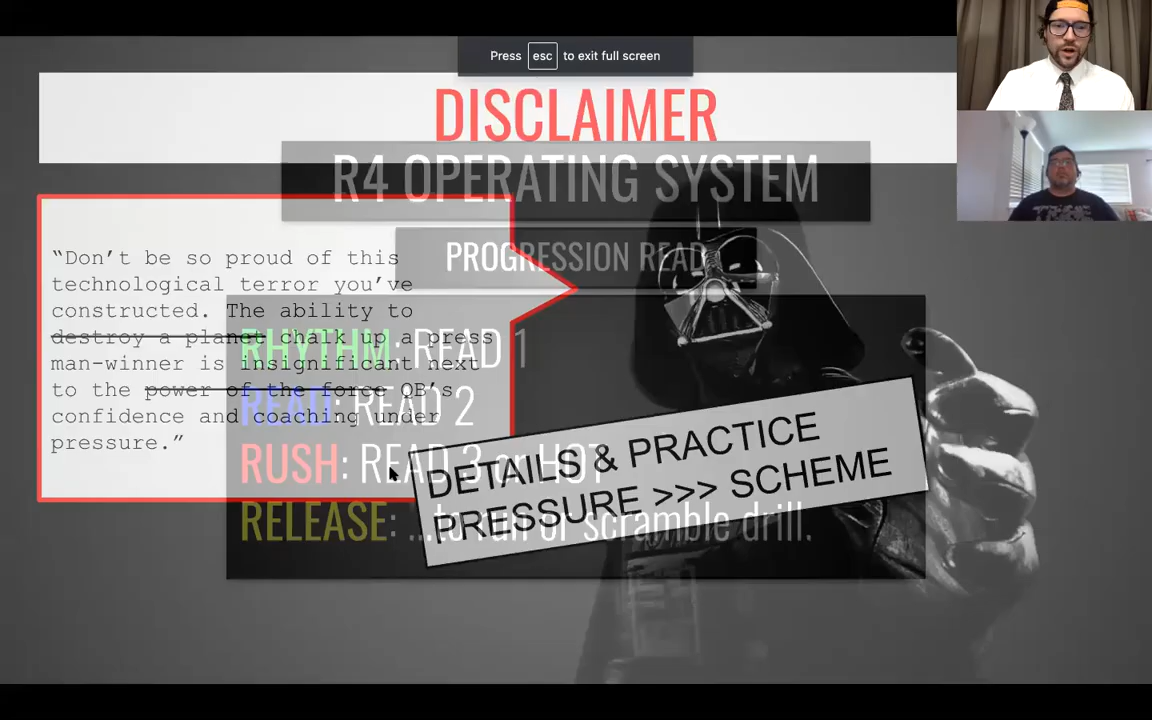 Press esc to exit full screen
DISCLAIMER
R4 OPERATING SYSTEM
PROGRESSION READ
“Don’t be so proud of this
technological terror you’ve
constructed. The ability to
destroy a planet chalk up a press
man-winner is insignificant next
to the power of the force QB’s
confidence and coaching under
pressure.”
RHYTHM: READ 1
READ: READ 2
RUSH: READ 3 or HOT
RELEASE: ...to run or scramble drill.
DETAILS & PRACTICE
PRESSURE >>> SCHEME